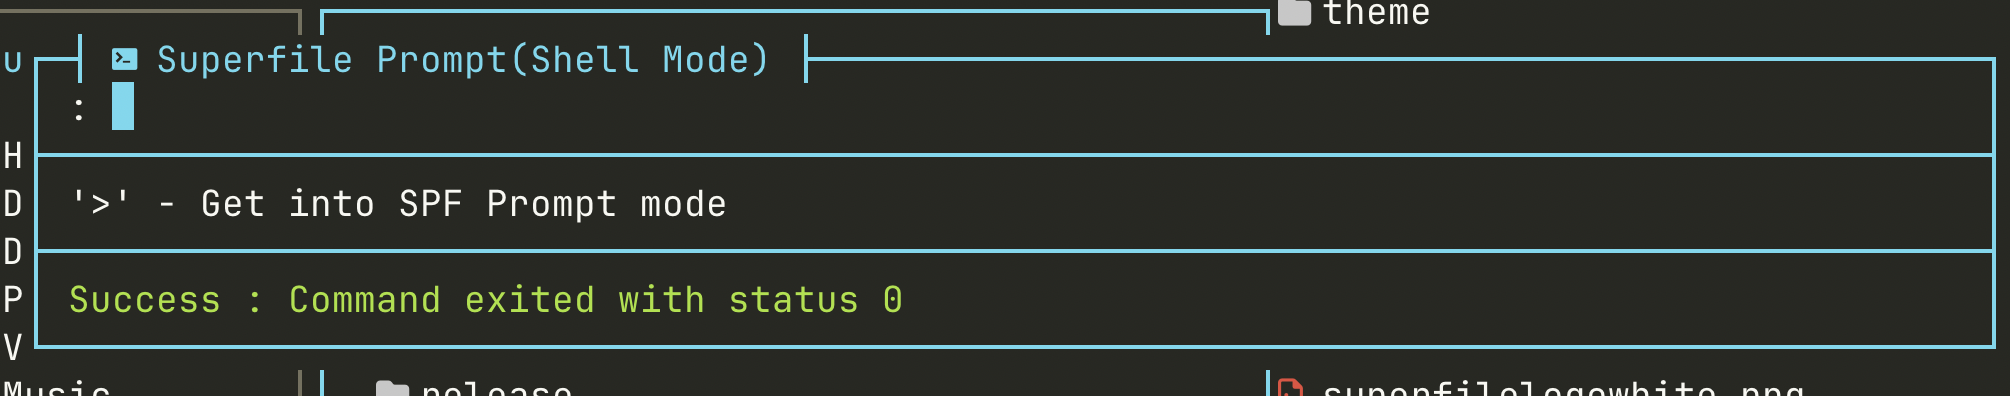 theme
u
Superfile Prompt(Shell Mode)
:
H
D '>' - Get into SPF Prompt mode
D
P Success : Command exited with status 0
V
Music release superfilelogowhite.png